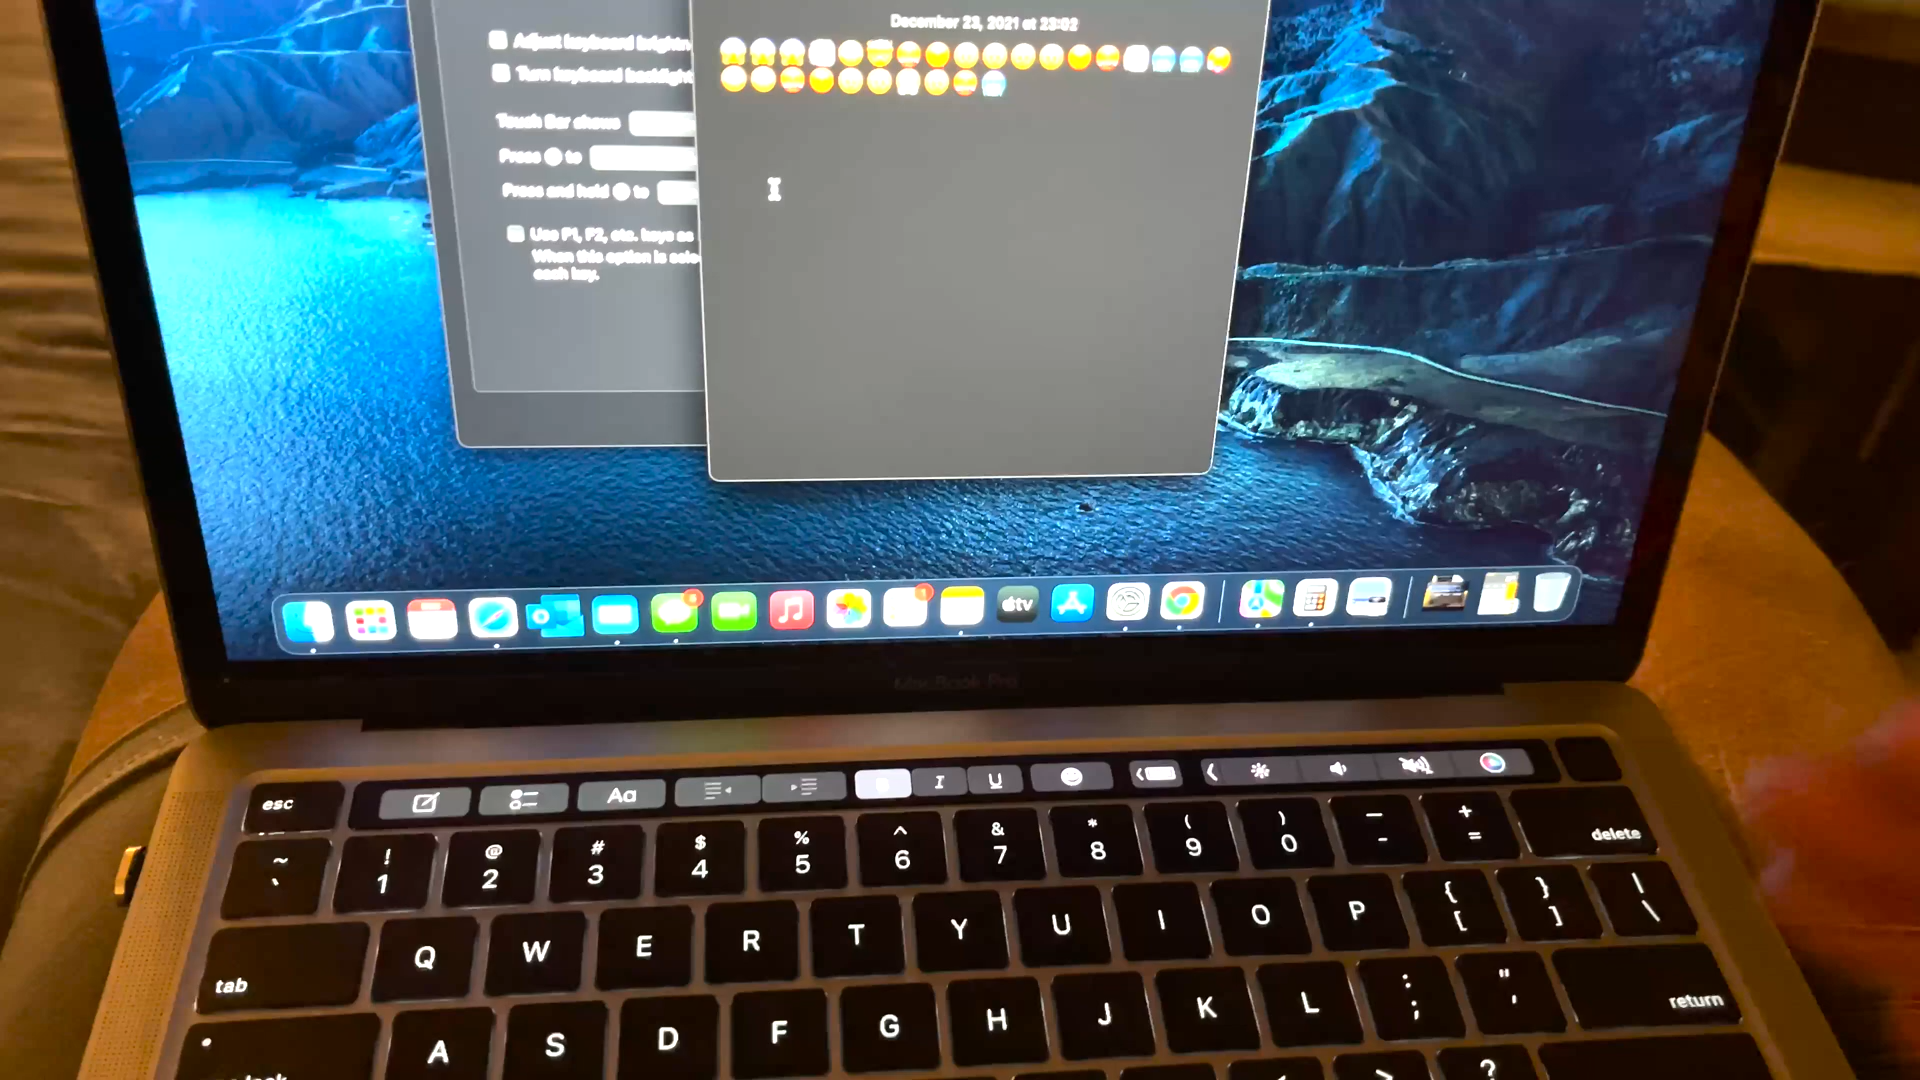 December 23, 2021 at 23:02
Adjust keyboard brightn
Turn keyboard backlight
Touch Bar shows
Press to
Press and hold to
Use F1, F2, etc. keys as
When this option is sele
each key.
tv
MacBook Pro
esc
Aa
I
U
~ ! @ # $ % ^ & * ( ) — +
` 1 2 3 4 5 6 7 8 9 0 - = delete
tab Q W E R T Y U I O P { [ } ] | \
A S D F G H J K L : ; " ' return
> ?